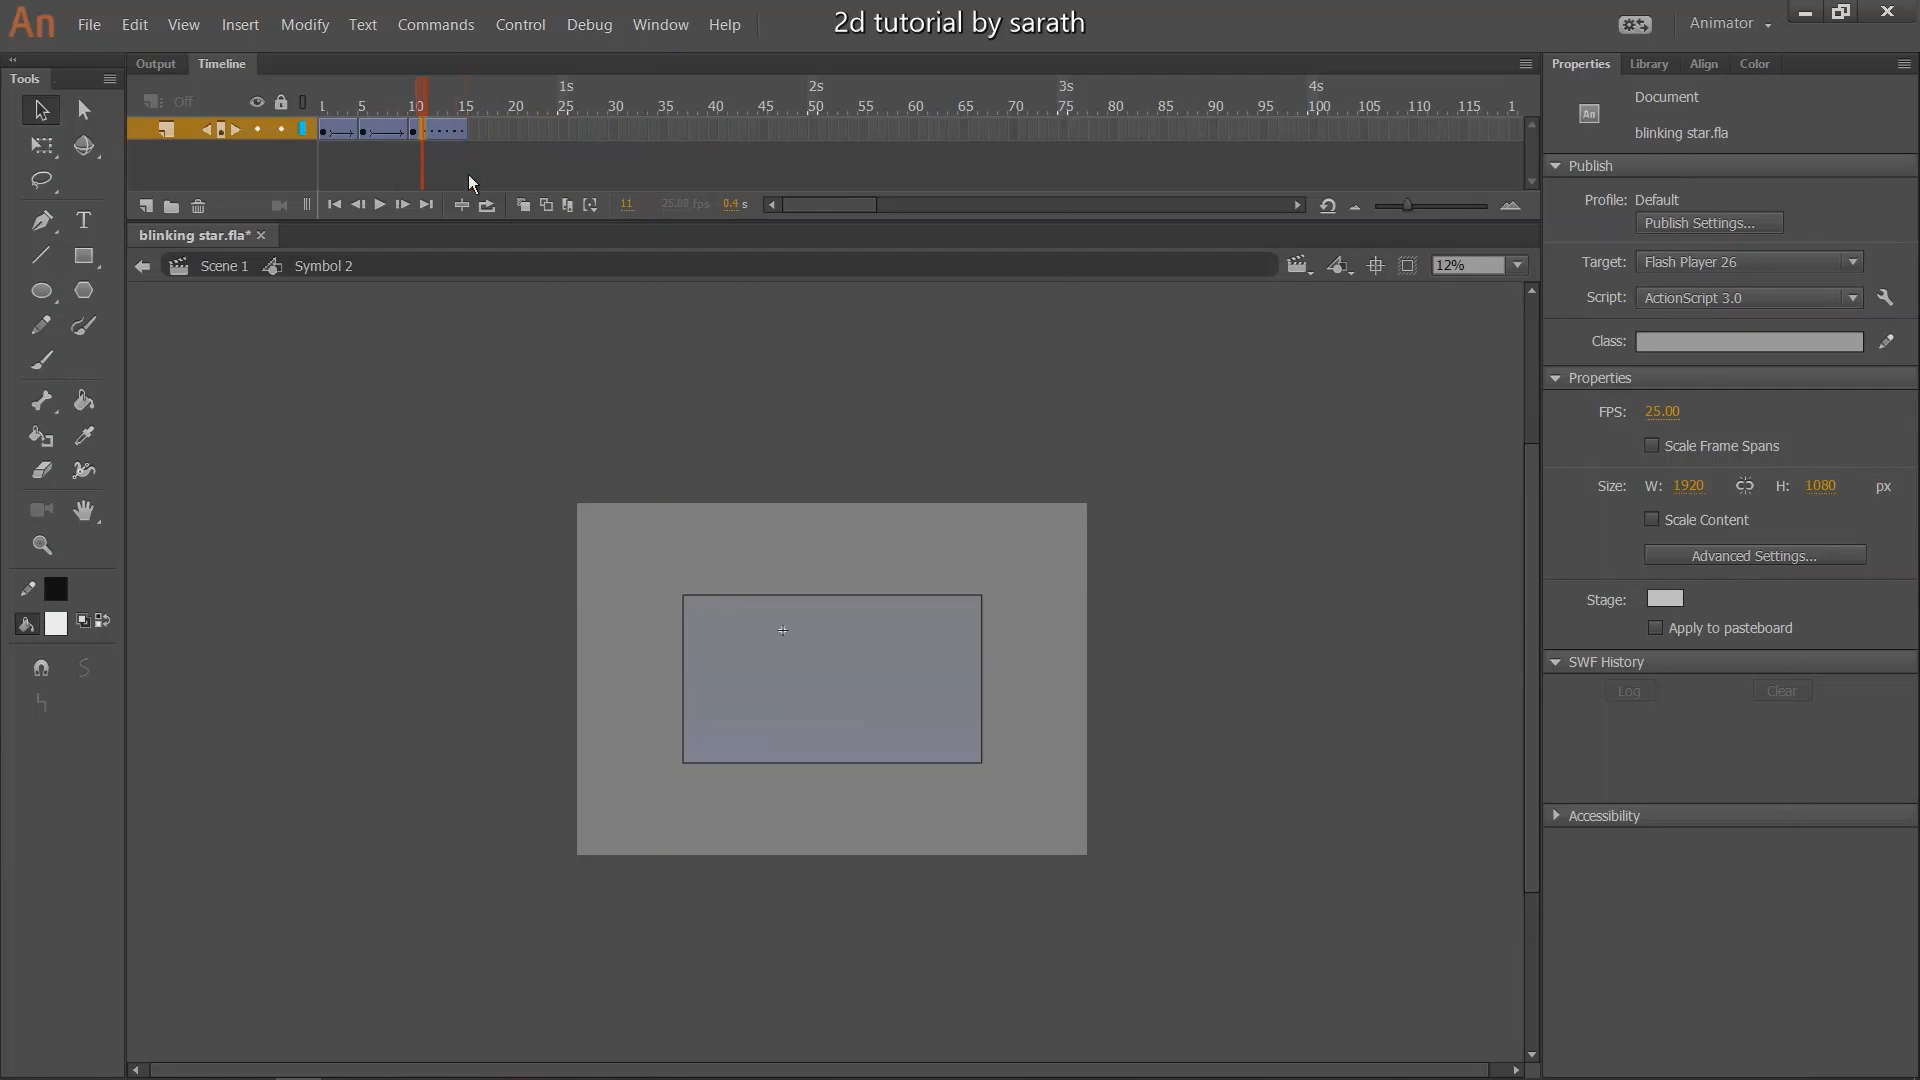 An File Edit View Insert Modify Text Commands Control Debug Window Help 2d tutorial by sarath Animator
Tools Output Timeline Properties Library Align Color
1s 2s 3s 4s
Off 5 10 15 20 25 30 35 40 45 50 55 60 65 70 75 80 85 90 95 100 105 110 115 1
An Document
blinking star.fla
Publish
Profile: Default
Publish Settings...
11 25.00 fps 0.4 s
blinking star.fla* ×
Scene 1 Symbol 2 12%
Target: Flash Player 26
Script: ActionScript 3.0
Class:
Properties
FPS: 25.00
Scale Frame Spans
Size: W: 1920 H: 1080 px
Scale Content
Advanced Settings...
Stage:
Apply to pasteboard
SWF History
Log Clear
Accessibility